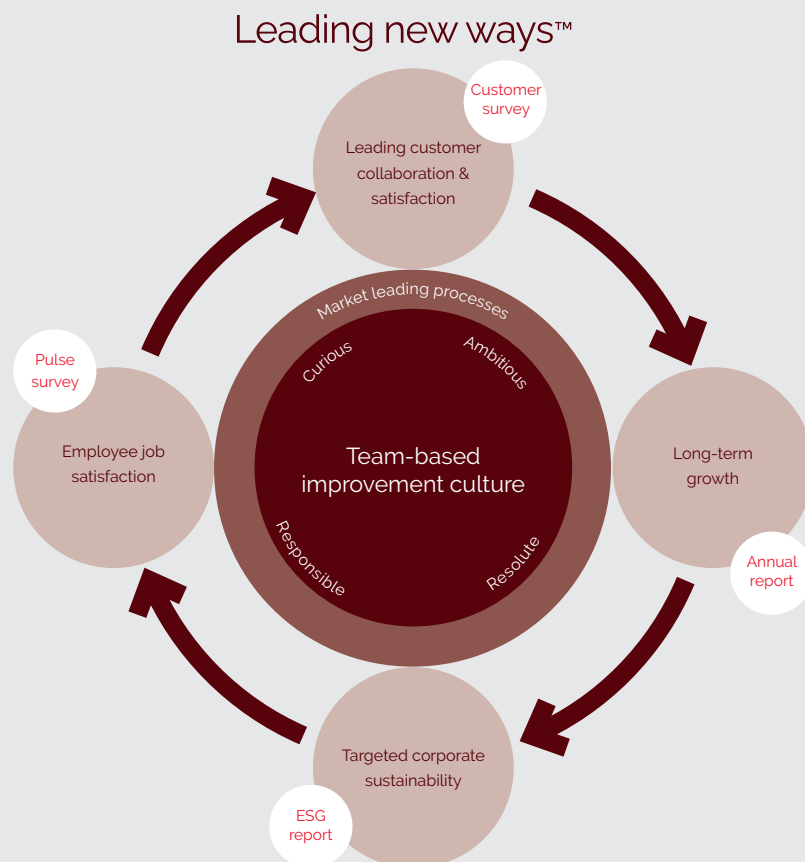 Leading new ways™
Customer
survey
Leading customer
collaboration &
satisfaction
Market leading processes
Curious
Ambitious
Pulse
survey
Employee job
satisfaction
Team-based
improvement culture
Long-term
growth
Responsible
Resolute
Annual
report
Targeted corporate
sustainability
ESG
report